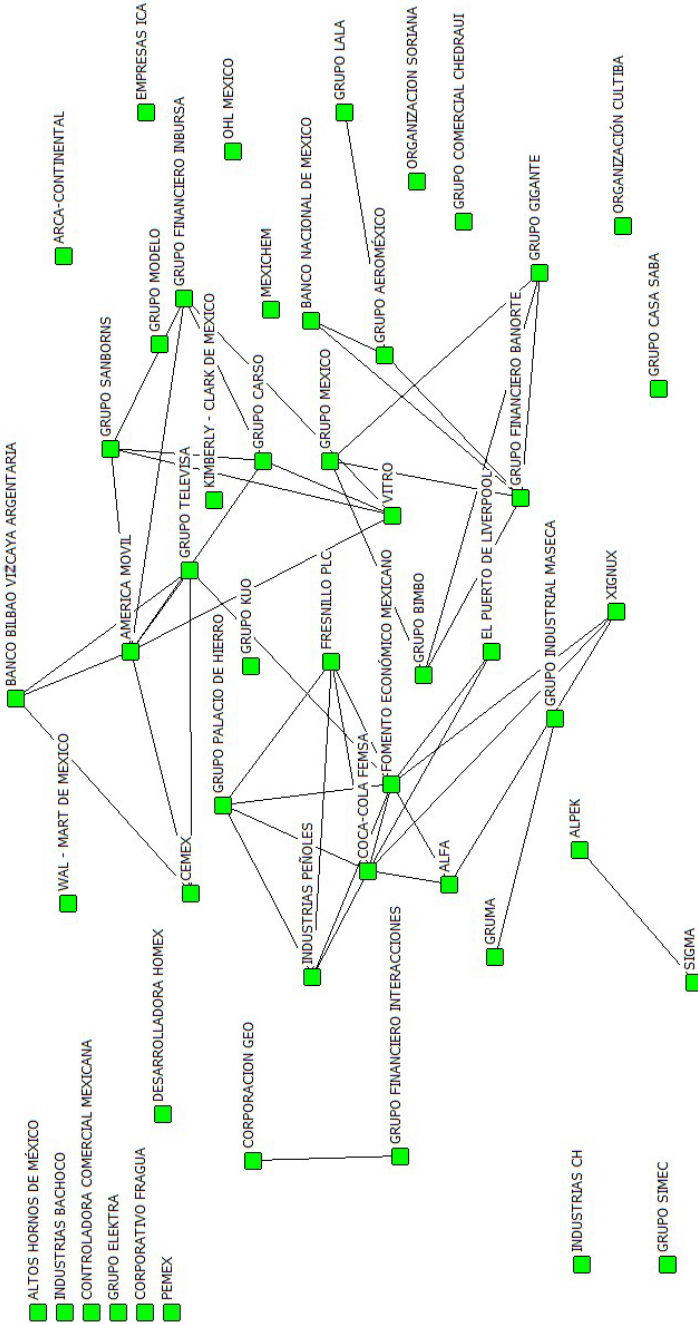 BANCO BILBAO VIZCAYA ARGENTARIA
ARCA-CONTINENTAL
EMPRESAS ICA
WAL - MART DE MEXICO
GRUPO SANBORNS
GRUPO MODELO
GRUPO FINANCIERO INBURSA
OHL MEXICO
ALTOS HORNOS DE MÉXICO
INDUSTRIAS BACHOCO
CONTROLADORA COMERCIAL MEXICANA
GRUPO ELEKTRA
CORPORATIVO FRAGUA
PEMEX
DESARROLLADORA HOMEX
CEMEX
AMERICA MOVIL
GRUPO TELEVISA
KIMBERLY - CLARK DE MEXICO
MEXICHEM
GRUPO CARSO
GRUPO KUO
GRUPO PALACIO DE HIERRO
BANCO NACIONAL DE MEXICO
GRUPO LALA
CORPORACION GEO
INDUSTRIAS PEÑOLES
FRESNILLO PLC
GRUPO MEXICO
GRUPO AEROMÉXICO
ORGANIZACION SORIANA
GRUPO FINANCIERO INTERACCIONES
COCA-COLA FEMSA
FOMENTO ECONÓMICO MEXICANO
VITRO
GRUPO COMERCIAL CHEDRAUI
ALFA
GRUPO BIMBO
EL PUERTO DE LIVERPOOL
GRUPO FINANCIERO BANORTE
GRUPO GIGANTE
GRUMA
GRUPO INDUSTRIAL MASECA
XIGNUX
ORGANIZACIÓN CULTIBA
GRUPO CASA SABA
INDUSTRIAS CH
ALPEK
GRUPO SIMEC
SIGMA